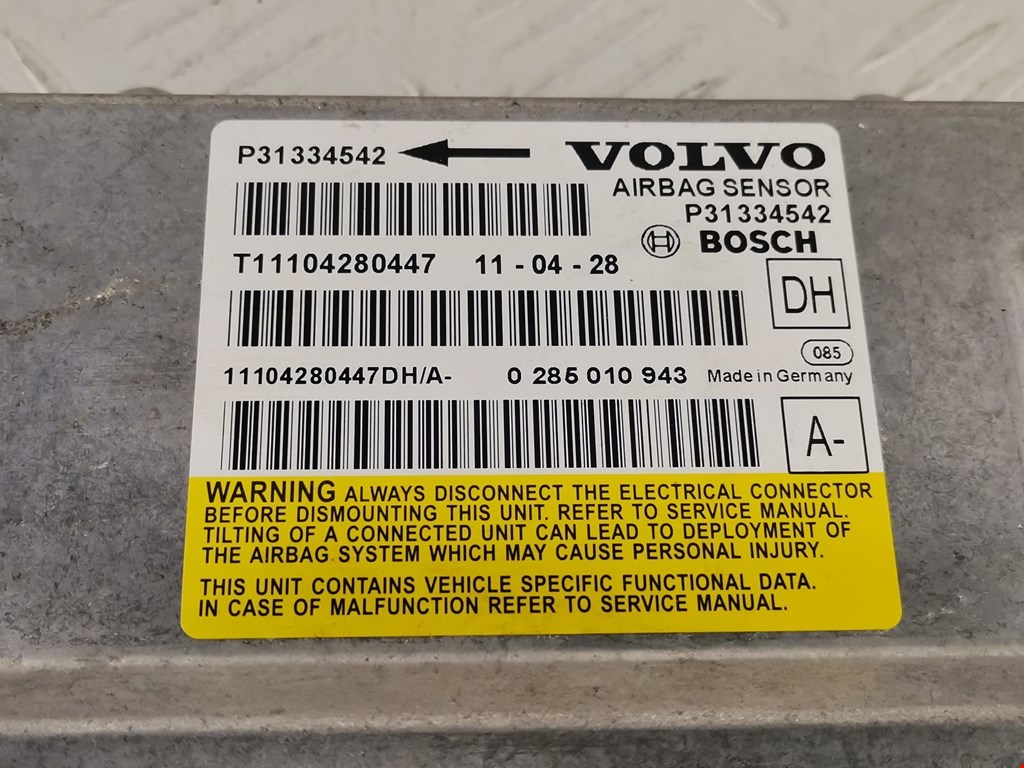 P31334542 VOLVO
AIRBAG SENSOR
P31334542
BOSCH
T11104280447 11 - 04 - 28
DH
085
11104280447DH/A- 0 285 010 943 Made in Germany
A-
WARNING ALWAYS DISCONNECT THE ELECTRICAL CONNECTOR
BEFORE DISMOUNTING THIS UNIT. REFER TO SERVICE MANUAL.
TILTING OF A CONNECTED UNIT CAN LEAD TO DEPLOYMENT OF
THE AIRBAG SYSTEM WHICH MAY CAUSE PERSONAL INJURY.
THIS UNIT CONTAINS VEHICLE SPECIFIC FUNCTIONAL DATA.
IN CASE OF MALFUNCTION REFER TO SERVICE MANUAL.